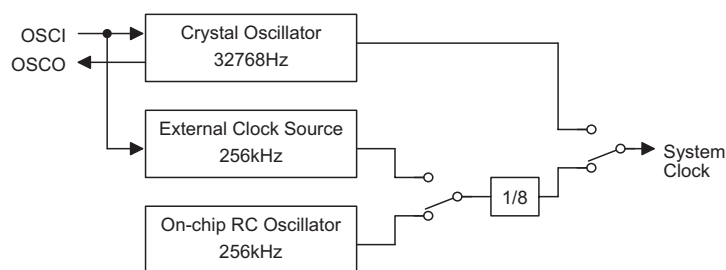 OSCI
OSCO
Crystal Oscillator
32768Hz
External Clock Source
256kHz
On-chip RC Oscillator
256kHz
1/8
System
Clock